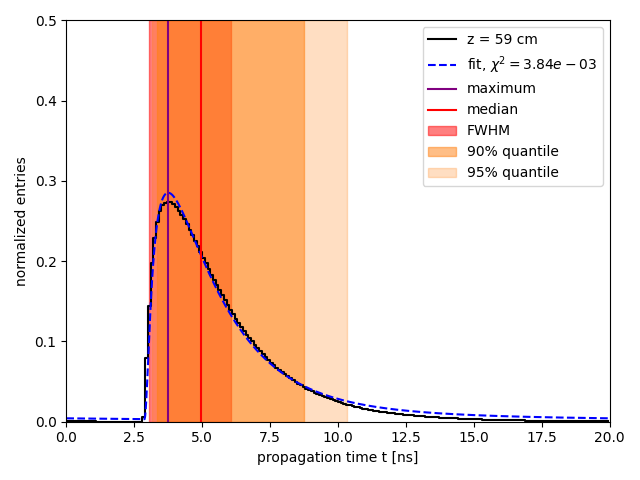 0.5
0.4
0.3
0.2
0.1
0.0
normalized entries
0.0 2.5 5.0 7.5 10.0 12.5 15.0 17.5 20.0
propagation time t [ns]
z = 59 cm
fit, χ² = 3.84e − 03
maximum
median
FWHM
90% quantile
95% quantile